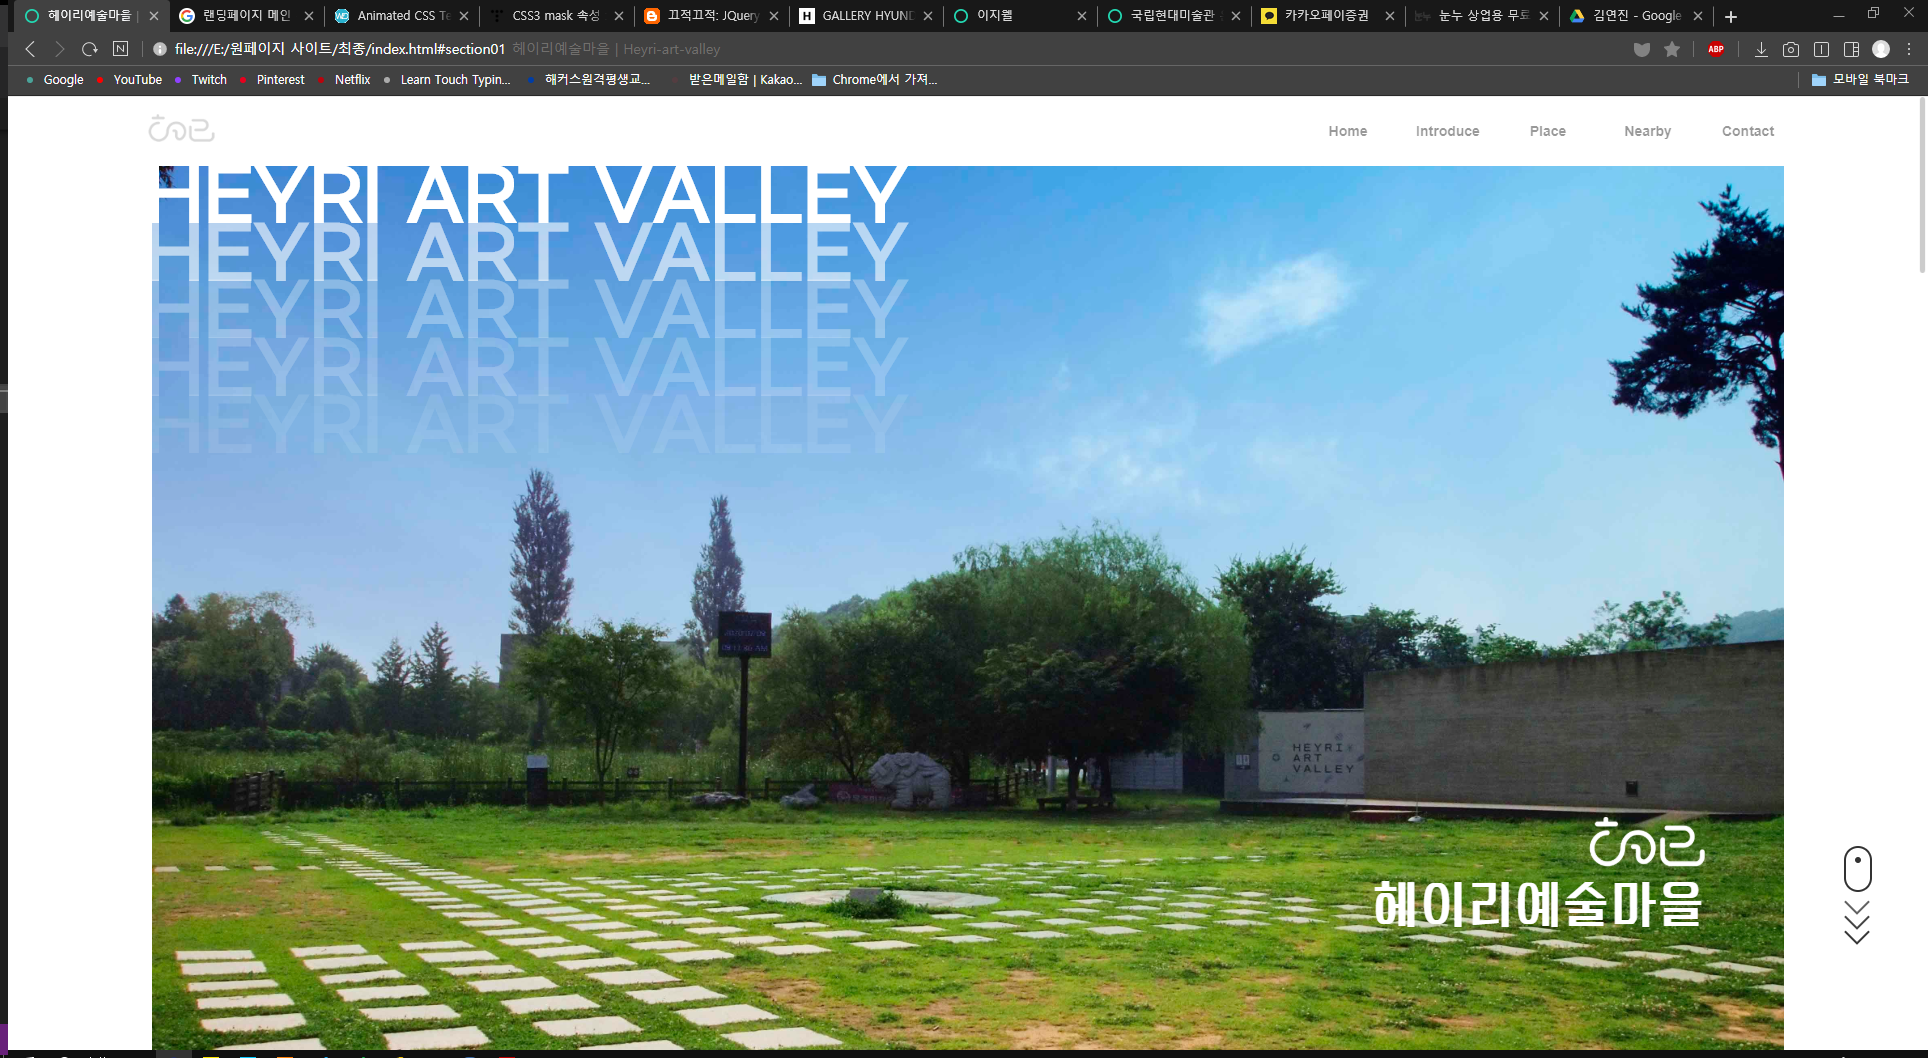 헤이리예술마을 |
랜딩페이지 메인
Animated CSS Te
CSS3 mask 속성
끄적끄적: JQuery
GALLERY HYUND
이지웰
국립현대미술관
카카오페이증권
눈누 상업용 무료
김연진 - Google
file:///E:/원페이지 사이트/최종/index.html#section01 헤이리예술마을 | Heyri-art-valley
ABP
Google
YouTube
Twitch
Pinterest
Netflix
Learn Touch Typin...
해커스원격평생교...
받은메일함 | Kakao...
Chrome에서 가져...
모바일 북마크
Home
Introduce
Place
Nearby
Contact
HEYRI ART VALLEY
HEYRI ART VALLEY
HEYRI ART VALLEY
HEYRI ART VALLEY
HEYRI ART VALLEY
HEYRI
ART
VALLEY
헤이리예술마을